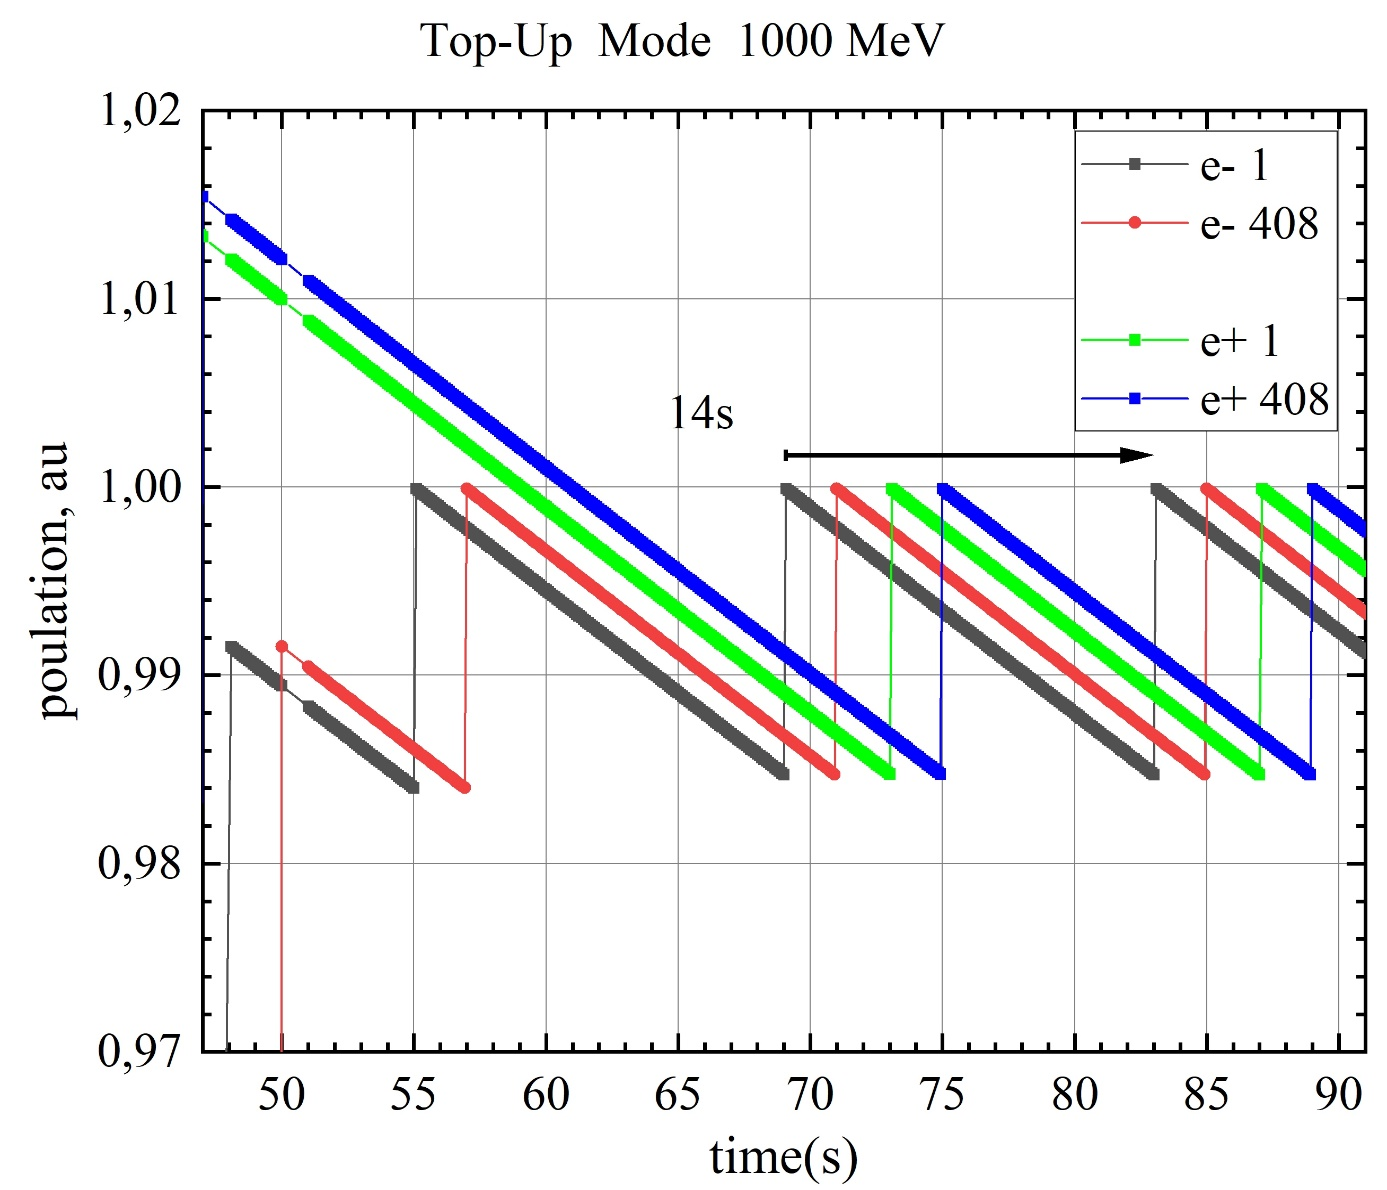 Top-Up Mode 1000 MeV
1,02
1,01
1,00
0,99
0,98
0,97
poulation, au
e- 1
e- 408
e+ 1
e+ 408
14s
50 55 60 65 70 75 80 85 90
time(s)